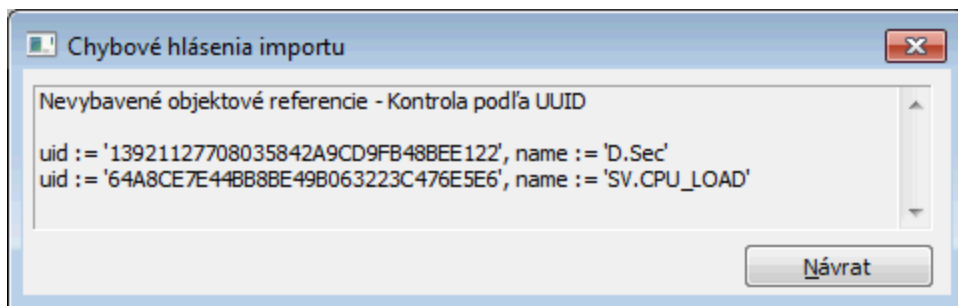 Chybové hlásenia importu
Nevybavené objektové referencie - Kontrola podľa UUID
uid := '13921127708035842A9CD9FB48BEE122', name := 'D.Sec'
uid := '64A8CE7E44BB8BE49B063223C476E5E6', name := 'SV.CPU_LOAD'
Návrat